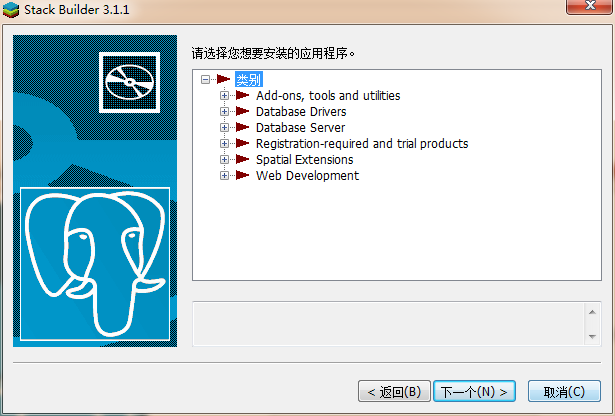 Stack Builder 3.1.1
请选择您想要安装的应用程序。
类别
Add-ons, tools and utilities
Database Drivers
Database Server
Registration-required and trial products
Spatial Extensions
Web Development
< 返回(B)
下一个(N) >
取消(C)